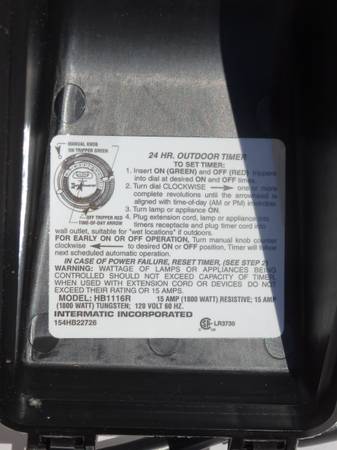 MANUAL KNOB
ON TRIPPER GREEN
24 HR. OUTDOOR TIMER
TO SET TIMER:
1. Insert ON (GREEN) and OFF (RED) trippers
into dial at desired ON and OFF times.
2. Turn dial CLOCKWISE one or more
complete revolutions until the arrowhead is
aligned with time-of-day (AM or PM)
3. Turn lamp or appliance ON.
4. Plug extension cord, lamp or appliance into
timers receptacle and plug timer cord into
OFF TRIPPER RED
TIME-OF-DAY ARROW
wall outlet, suitable for "wet locations" if outdoors.
FOR EARLY ON OR OFF OPERATION. Turn manual knob counter
clockwise to desired ON or OFF position, Timer will
next scheduled automatic operation.
IN CASE OF POWER FAILURE, RESET TIMER, (SEE STEP 2)
WARNING: WATTAGE OF LAMPS OR APPLIANCES BEING
CONTROLLED SHOULD NOT EXCEED CAPACITY OF TIMER.
WHEN USED WITH EXTENSION CORD OR DEVICES DO NOT
EXCEED THEIR RATING OR 15 AMPS.
MODEL: HB1116R 15 AMP (1800 WATT) RESISTIVE; 15 AMP
(1800 WATT) TUNGSTEN; 120 VOLT 60 HZ.
INTERMATIC INCORPORATED
154HB22726 LR3730